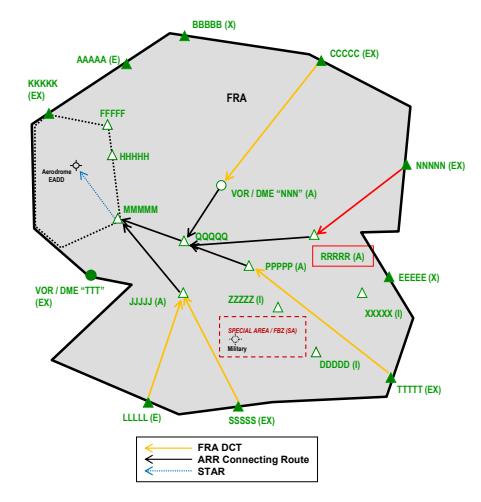 BBBBB (X)
CCCCC (EX)
AAAAA (E)
KKKKK
(EX)
FRA
FFFFF
HHHHH
NNNNN (EX)
Aerodrome
EADD
VOR / DME “NNN” (A)
MMMMM
QQQQQ
RRRRR (A)
PPPPP (A)
VOR / DME “TTT”
(EX)
EEEEE (X)
JJJJJ (A)
ZZZZZ (I)
XXXXX (I)
SPECIAL AREA / FBZ (SA)
Military
DDDDD (I)
TTTTT (EX)
LLLLL (E)
SSSSS (EX)
FRA DCT
ARR Connecting Route
STAR